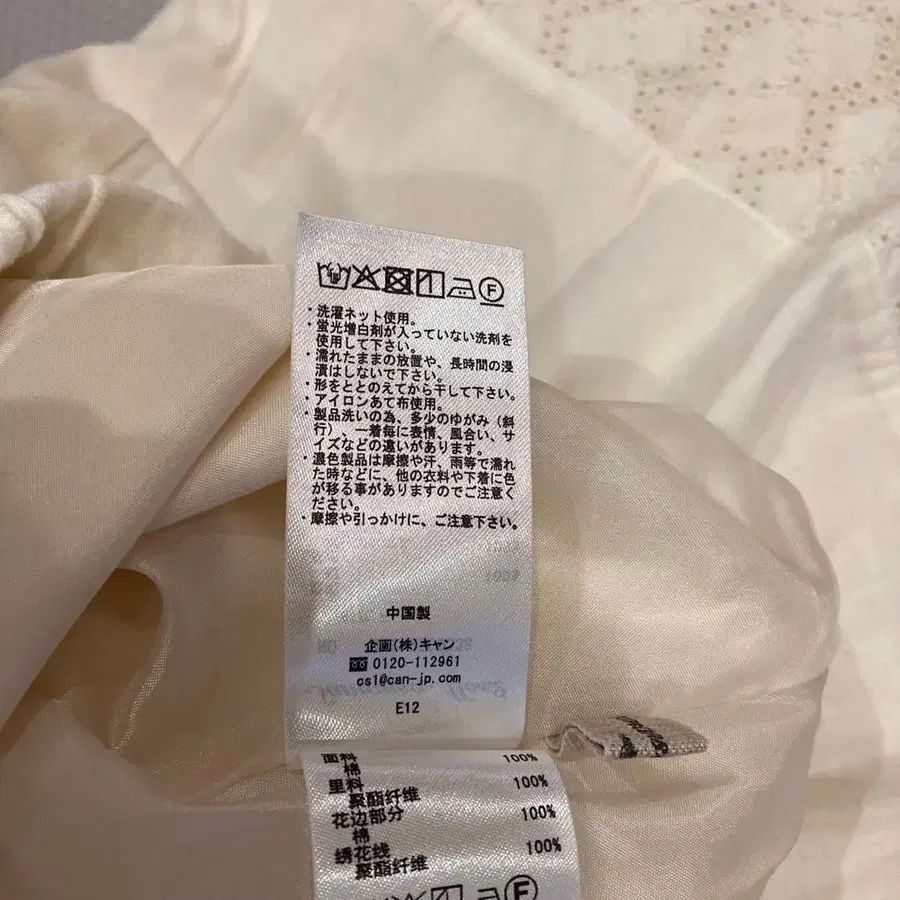 F
・洗濯ネット使用。
・蛍光増白剤が入っていない洗剤を
使用して下さい。
・濡れたままの放置や、長時間の浸
漬はしないで下さい。
・形をととのえてから干して下さい。
・アイロンあて布使用。
・製品洗いの為、多少のゆがみ（斜
行）、一着毎に表情、風合い、サ
イズなどの違いがあります。
・濃色製品は摩擦や汗、雨等で濡れ
た時などに、他の衣料や下着に色
が移る事がありますのでご注意く
ださい。
・摩擦や引っかけに、ご注意下さい。
中国製
企画(株)キャン
0120-112961
cs1@can-jp.com
E12
面料 100%
棉
里料 100%
聚酯纤维
花边部分 100%
棉
绣花线 100%
聚酯纤维
F